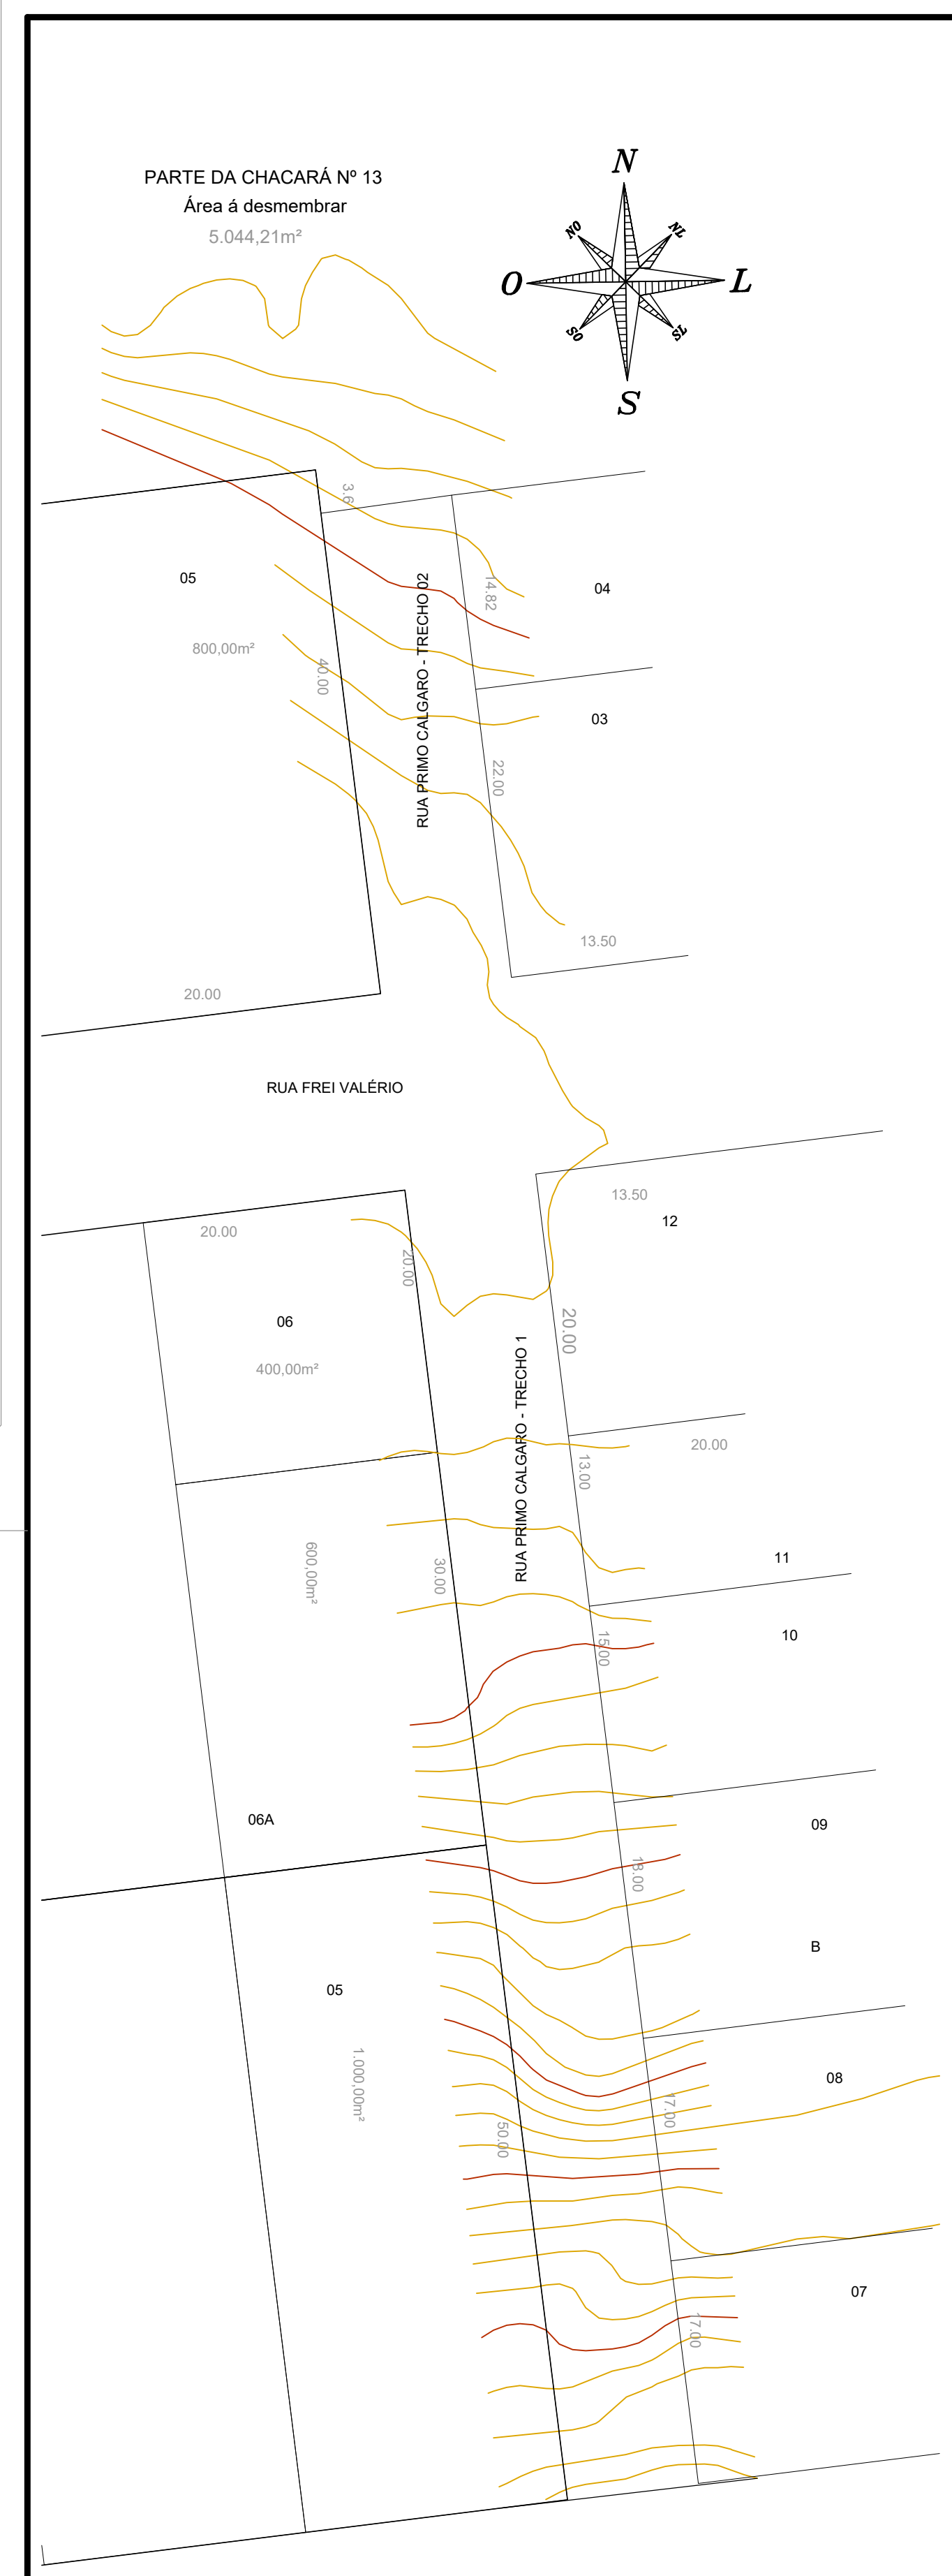 PARTE DA CHACARÁ Nº 13
Área á desmembrar
5.044,21m²
N
NO
NL
O
L
SO
SL
S
3.6
05
04
14.82
RUA PRIMO CALGARO - TRECHO 02
800,00m²
40.00
03
22.00
13.50
20.00
RUA FREI VALÉRIO
13.50
12
20.00
20.00
06
20.00
400,00m²
RUA PRIMO CALGARO - TRECHO 1
20.00
13.00
11
600,00m²
30.00
10
15.00
06A
09
18.00
B
05
08
1.000,00m²
17.00
50.00
07
17.00